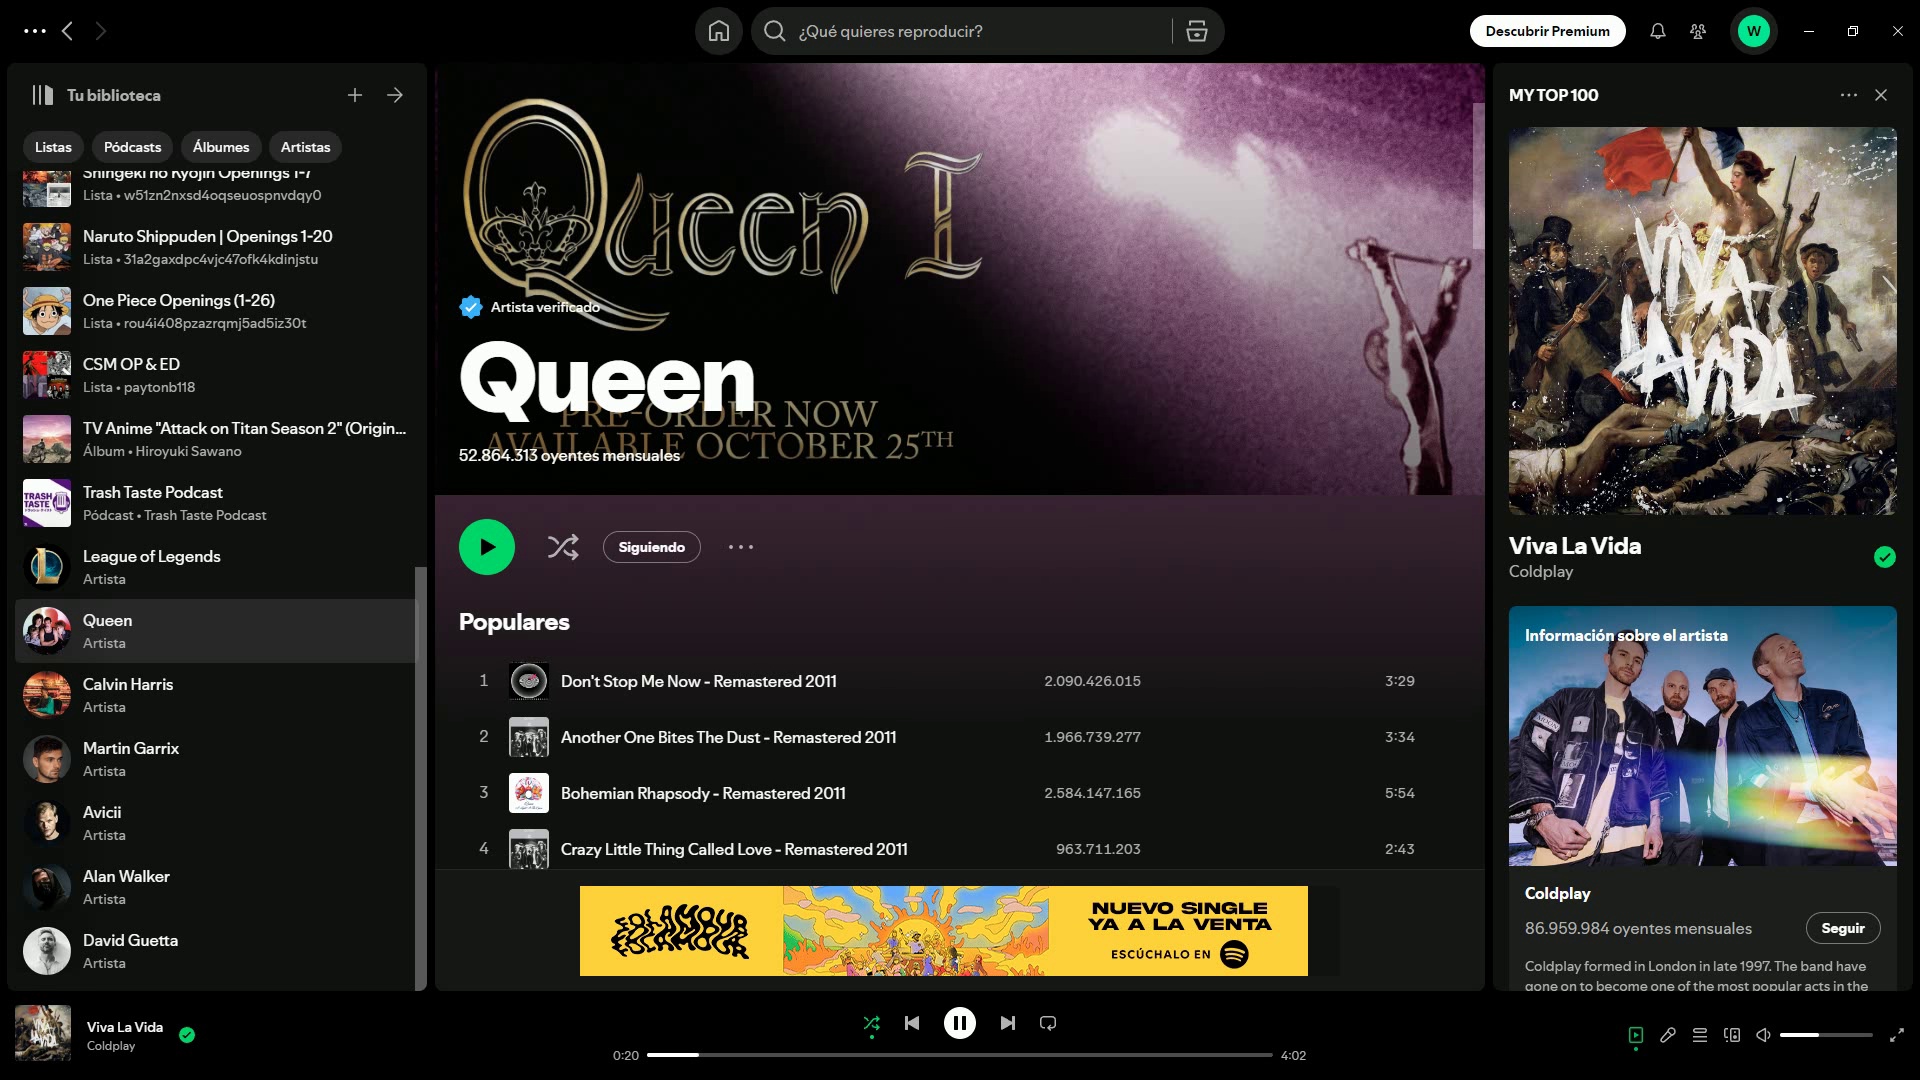 ¿Qué quieres reproducir?
Descubrir Premium
W
Tu biblioteca
Listas
Pódcasts
Álbumes
Artistas
Shingeki no Kyojin Openings 1-7
Lista • w51zn2nxsd4oqseuospnvdqy0
Naruto Shippuden | Openings 1-20
Lista • 31a2gaxdpc4vjc47ofk4kdinjstu
One Piece Openings (1-26)
Lista • rou4i408pzazrqmj5ad5iz30t
CSM OP & ED
Lista • paytonb118
TV Anime "Attack on Titan Season 2" (Origin...
Álbum • Hiroyuki Sawano
TRASH TASTE
Trash Taste Podcast
Pódcast • Trash Taste Podcast
League of Legends
Artista
Queen
Artista
Calvin Harris
Artista
Martin Garrix
Artista
Avicii
Artista
Alan Walker
Artista
David Guetta
Artista
Queen I
Artista verificado
Queen
PRE-ORDER NOW
AVAILABLE OCTOBER 25TH
52.864.313 oyentes mensuales
Siguiendo
Populares
1 Don't Stop Me Now - Remastered 2011 2.090.426.015 3:29
2 Another One Bites The Dust - Remastered 2011 1.966.739.277 3:34
3 Bohemian Rhapsody - Remastered 2011 2.584.147.165 5:54
4 Crazy Little Thing Called Love - Remastered 2011 963.711.203 2:43
NUEVO SINGLE
YA A LA VENTA
ESCÚCHALO EN
MY TOP 100
VIVA
LA VIDA
Viva La Vida
Coldplay
Información sobre el artista
Coldplay
86.959.984 oyentes mensuales
Seguir
Coldplay formed in London in late 1997. The band have
gone on to become one of the most popular acts in the
Viva La Vida
Coldplay
0:20
4:02